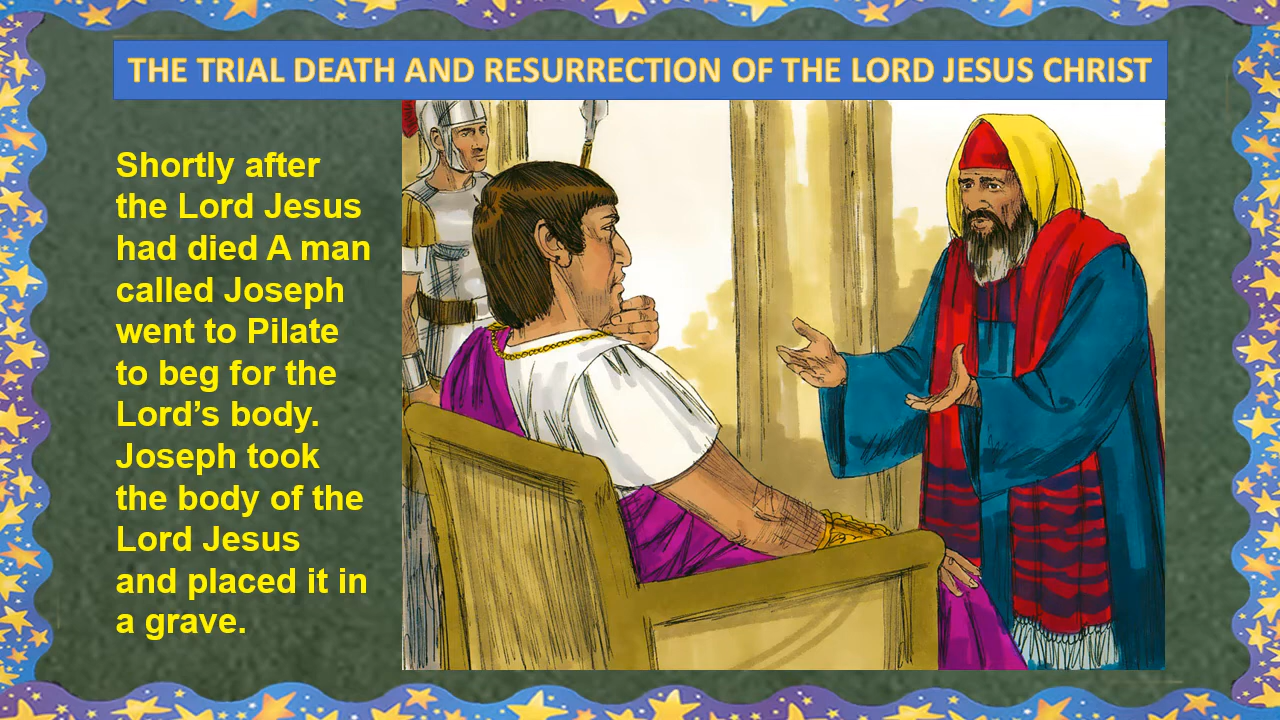 THE TRIAL DEATH AND RESURRECTION OF THE LORD JESUS CHRIST
Shortly after
the Lord Jesus
had died A man
called Joseph
went to Pilate
to beg for the
Lord’s body.
Joseph took
the body of the
Lord Jesus
and placed it in
a grave.